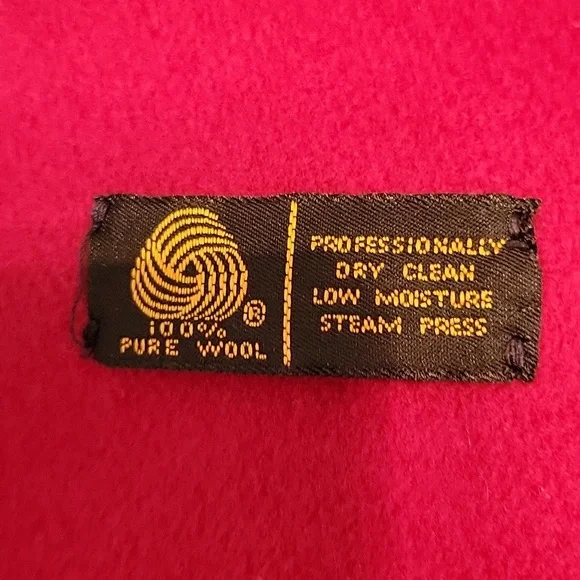 100%
PURE WOOL
®
PROFESSIONALLY
DRY CLEAN
LOW MOISTURE
STEAM PRESS